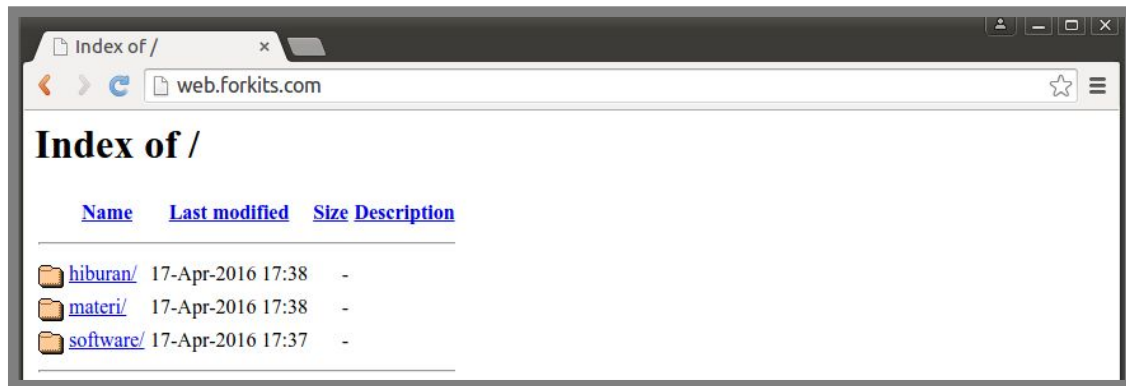 Index of /
web.forkits.com
Index of /
Name Last modified Size Description
hiburan/ 17-Apr-2016 17:38 -
materi/ 17-Apr-2016 17:38 -
software/ 17-Apr-2016 17:37 -